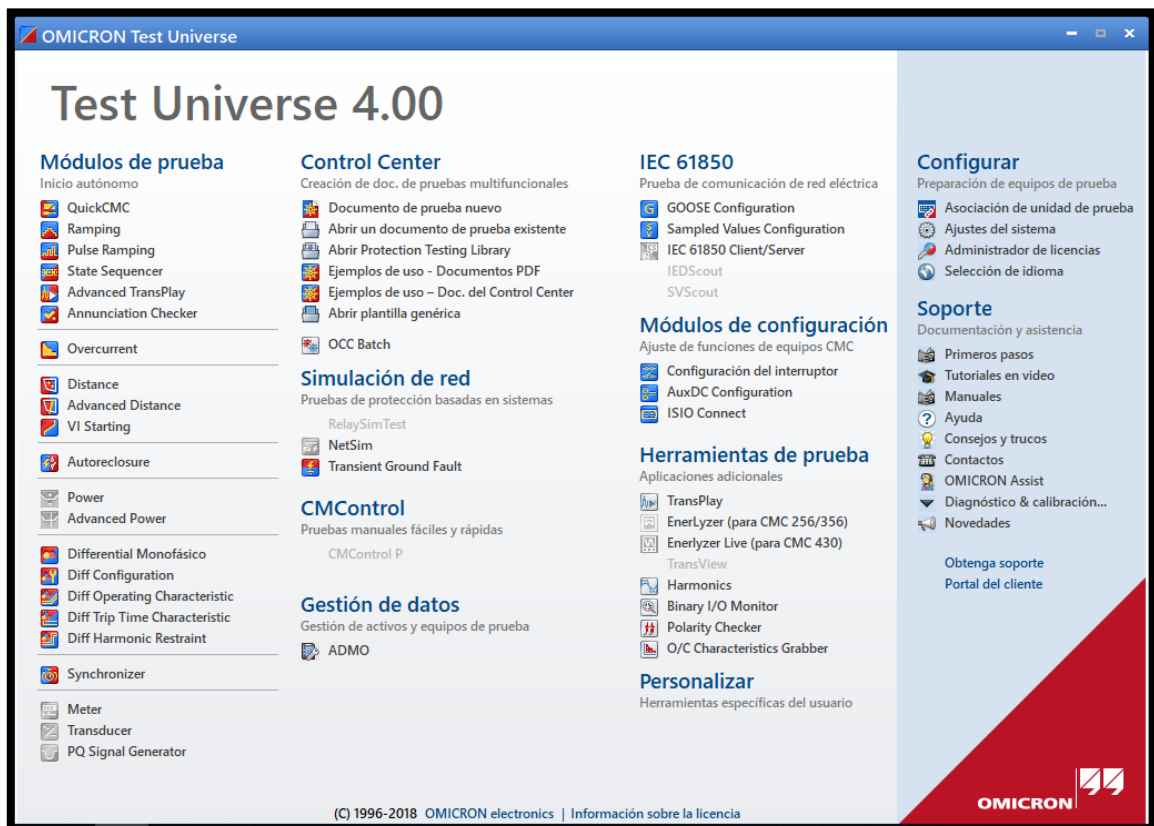 OMICRON Test Universe
Test Universe 4.00
Módulos de prueba
Inicio autónomo
QuickCMC
Ramping
Pulse Ramping
State Sequencer
Advanced TransPlay
Annunciation Checker
Overcurrent
Distance
Advanced Distance
VI Starting
Autoreclosure
Power
Advanced Power
Differential Monofásico
Diff Configuration
Diff Operating Characteristic
Diff Trip Time Characteristic
Diff Harmonic Restraint
Synchronizer
Meter
Transducer
PQ Signal Generator
Control Center
Creación de doc. de pruebas multifuncionales
Documento de prueba nuevo
Abrir un documento de prueba existente
Abrir Protection Testing Library
Ejemplos de uso - Documentos PDF
Ejemplos de uso – Doc. del Control Center
Abrir plantilla genérica
OCC Batch
Simulación de red
Pruebas de protección basadas en sistemas
RelaySimTest
NetSim
Transient Ground Fault
CMControl
Pruebas manuales fáciles y rápidas
CMControl P
Gestión de datos
Gestión de activos y equipos de prueba
ADMO
IEC 61850
Prueba de comunicación de red eléctrica
GOOSE Configuration
Sampled Values Configuration
IEC 61850 Client/Server
IEDScout
SVScout
Módulos de configuración
Ajuste de funciones de equipos CMC
Configuración del interruptor
AuxDC Configuration
ISIO Connect
Herramientas de prueba
Aplicaciones adicionales
TransPlay
EnerLyzer (para CMC 256/356)
Enerlyzer Live (para CMC 430)
TransView
Harmonics
Binary I/O Monitor
Polarity Checker
O/C Characteristics Grabber
Personalizar
Herramientas específicas del usuario
Configurar
Preparación de equipos de prueba
Asociación de unidad de prueba
Ajustes del sistema
Administrador de licencias
Selección de idioma
Soporte
Documentación y asistencia
Primeros pasos
Tutoriales en video
Manuales
Ayuda
Consejos y trucos
Contactos
OMICRON Assist
Diagnóstico & calibración...
Novedades
Obtenga soporte
Portal del cliente
OMICRON
(C) 1996-2018 OMICRON electronics | Información sobre la licencia